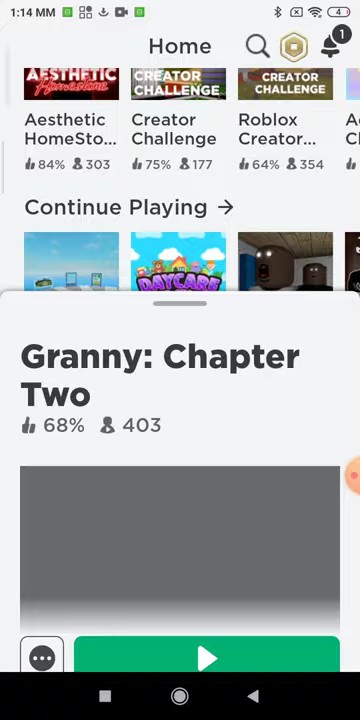 1:14 MM
Home
1
4
AESTHETIC
Homestore
CREATOR
CHALLENGE
CREATOR
CHALLENGE
Aesthetic
HomeSto...
Creator
Challenge
Roblox
Creator...
84% 303
75% 177
64% 354
Continue Playing →
DAYCARE
Granny: Chapter
Two
68% 403